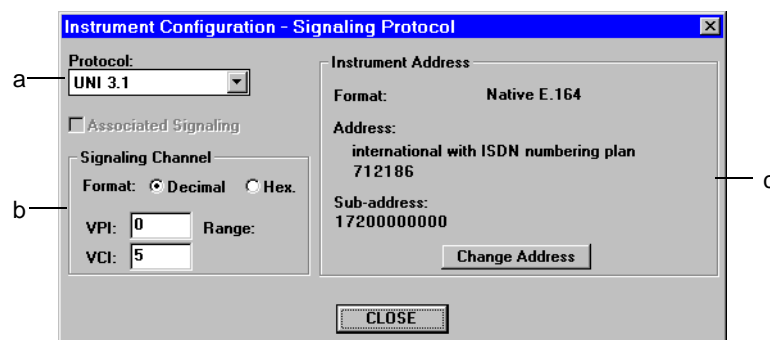 Instrument Configuration - Signaling Protocol
a
Protocol:
UNI 3.1
Associated Signaling
b
Signaling Channel
Format: Decimal Hex.
VPI: 0 Range:
VCI: 5
Instrument Address
Format: Native E.164
Address:
international with ISDN numbering plan
712186
Sub-address:
17200000000
Change Address
CLOSE